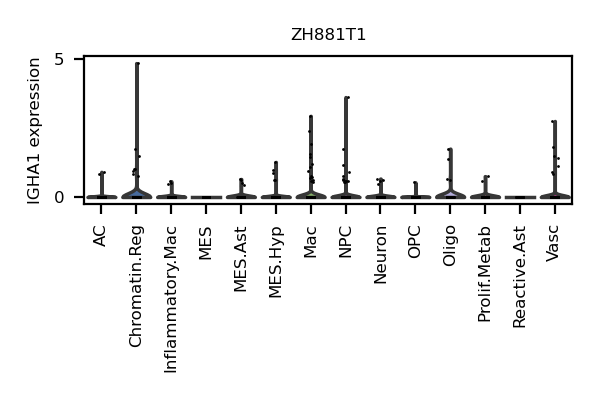 ZH881T1
IGHA1 expression
5
0
AC
Chromatin.Reg
Inflammatory.Mac
MES
MES.Ast
MES.Hyp
Mac
NPC
Neuron
OPC
Oligo
Prolif.Metab
Reactive.Ast
Vasc